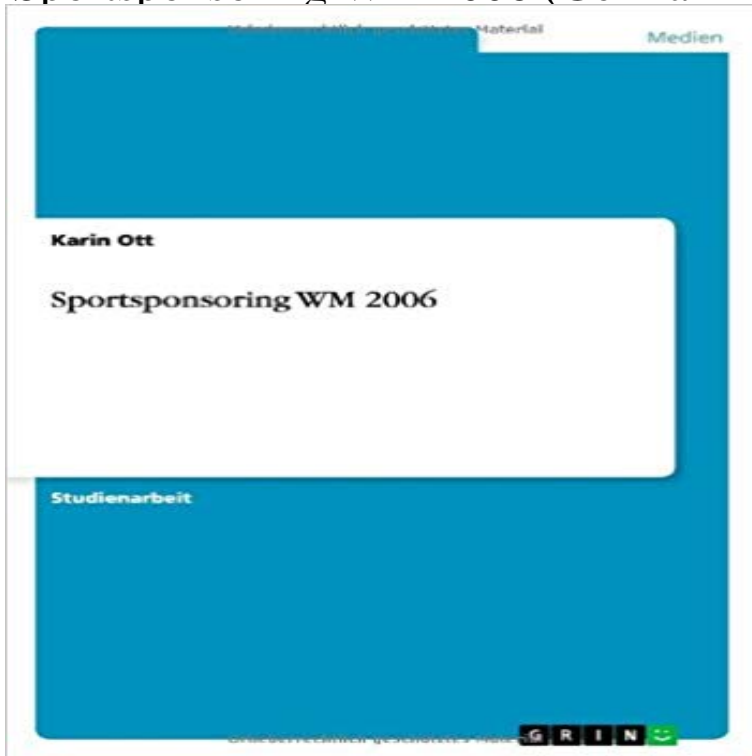 Material
Medien
Karin Ott
Sportsponsoring WM 2006
Studienarbeit
GRIN